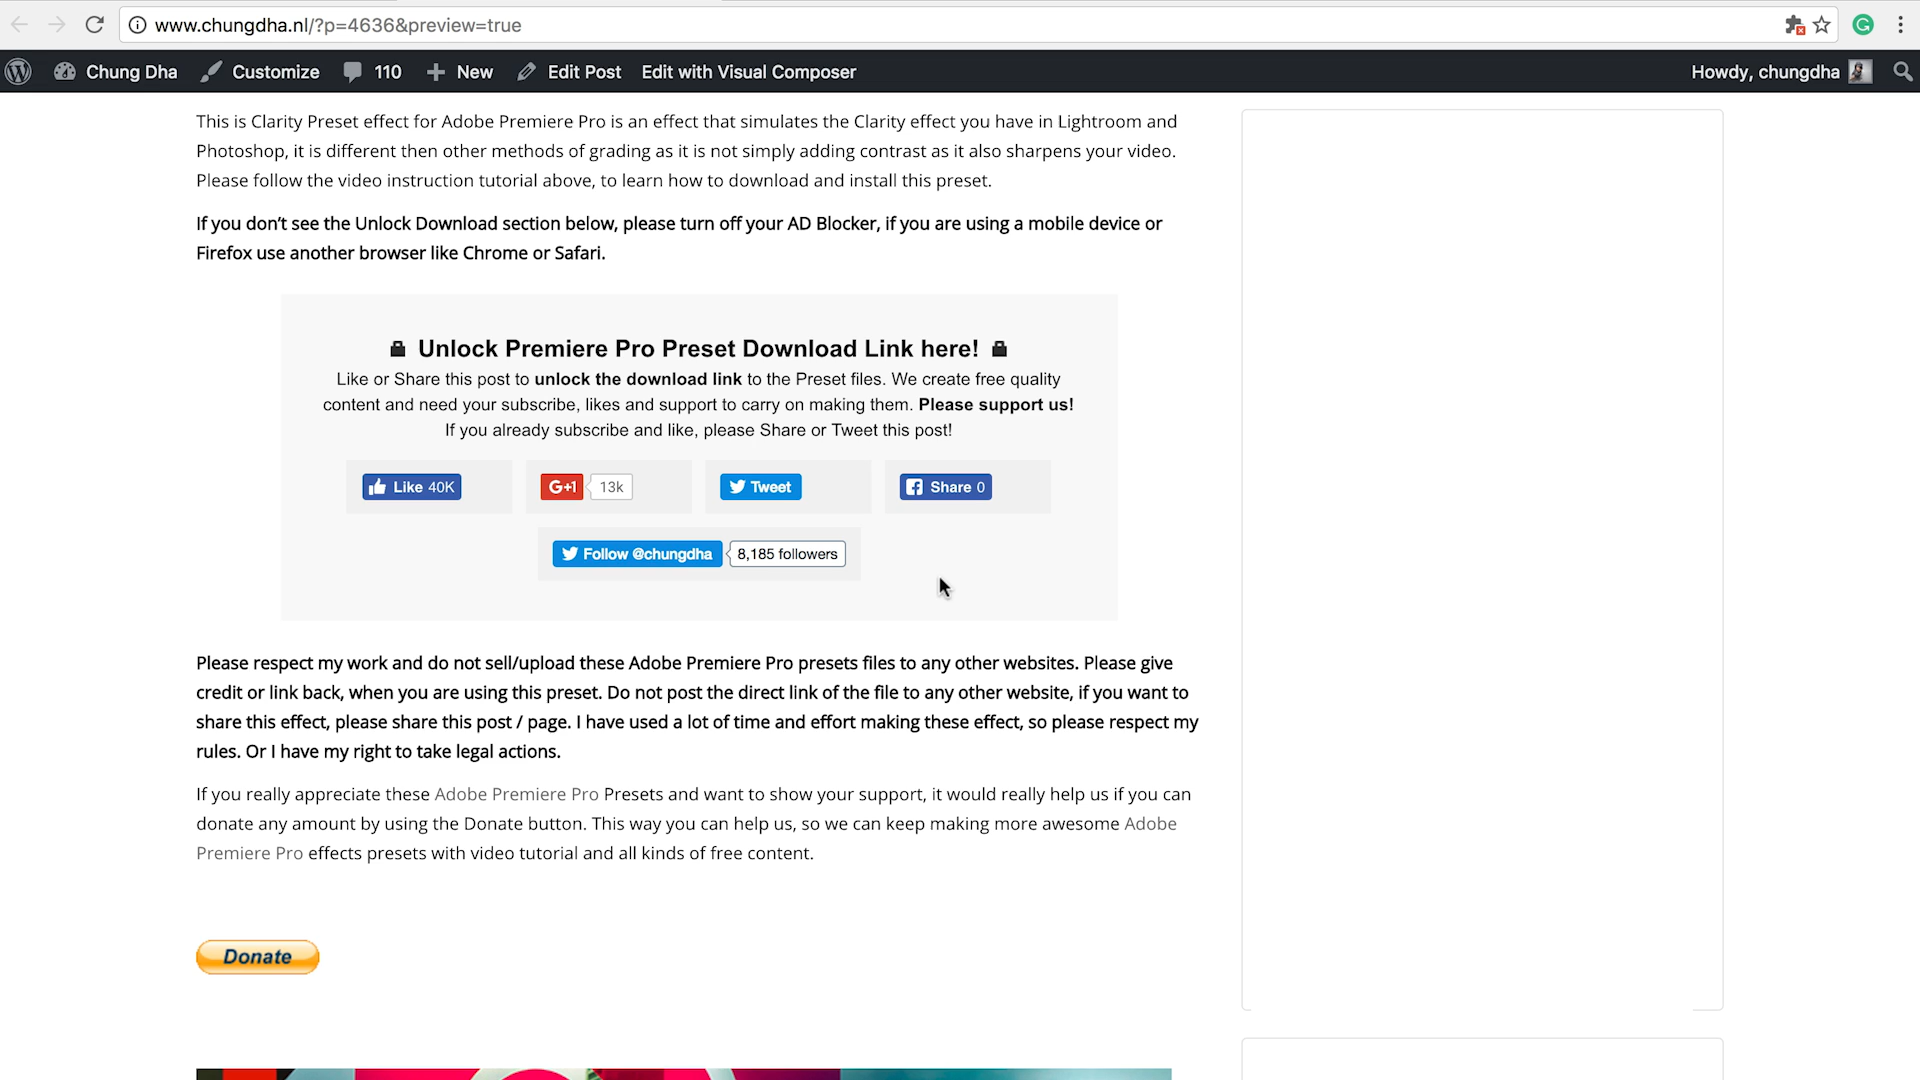 www.chungdha.nl/?p=4636&preview=true
Chung Dha Customize 110 New Edit Post Edit with Visual Composer Howdy, chungdha
This is Clarity Preset effect for Adobe Premiere Pro is an effect that simulates the Clarity effect you have in Lightroom and
Photoshop, it is different then other methods of grading as it is not simply adding contrast as it also sharpens your video.
Please follow the video instruction tutorial above, to learn how to download and install this preset.
If you don't see the Unlock Download section below, please turn off your AD Blocker, if you are using a mobile device or
Firefox use another browser like Chrome or Safari.
Unlock Premiere Pro Preset Download Link here!
Like or Share this post to unlock the download link to the Preset files. We create free quality
content and need your subscribe, likes and support to carry on making them. Please support us!
If you already subscribe and like, please Share or Tweet this post!
Like 40K G+1 13k Tweet Share 0
Follow @chungdha 8,185 followers
Please respect my work and do not sell/upload these Adobe Premiere Pro presets files to any other websites. Please give
credit or link back, when you are using this preset. Do not post the direct link of the file to any other website, if you want to
share this effect, please share this post / page. I have used a lot of time and effort making these effect, so please respect my
rules. Or I have my right to take legal actions.
If you really appreciate these Adobe Premiere Pro Presets and want to show your support, it would really help us if you can
donate any amount by using the Donate button. This way you can help us, so we can keep making more awesome Adobe
Premiere Pro effects presets with video tutorial and all kinds of free content.
Donate